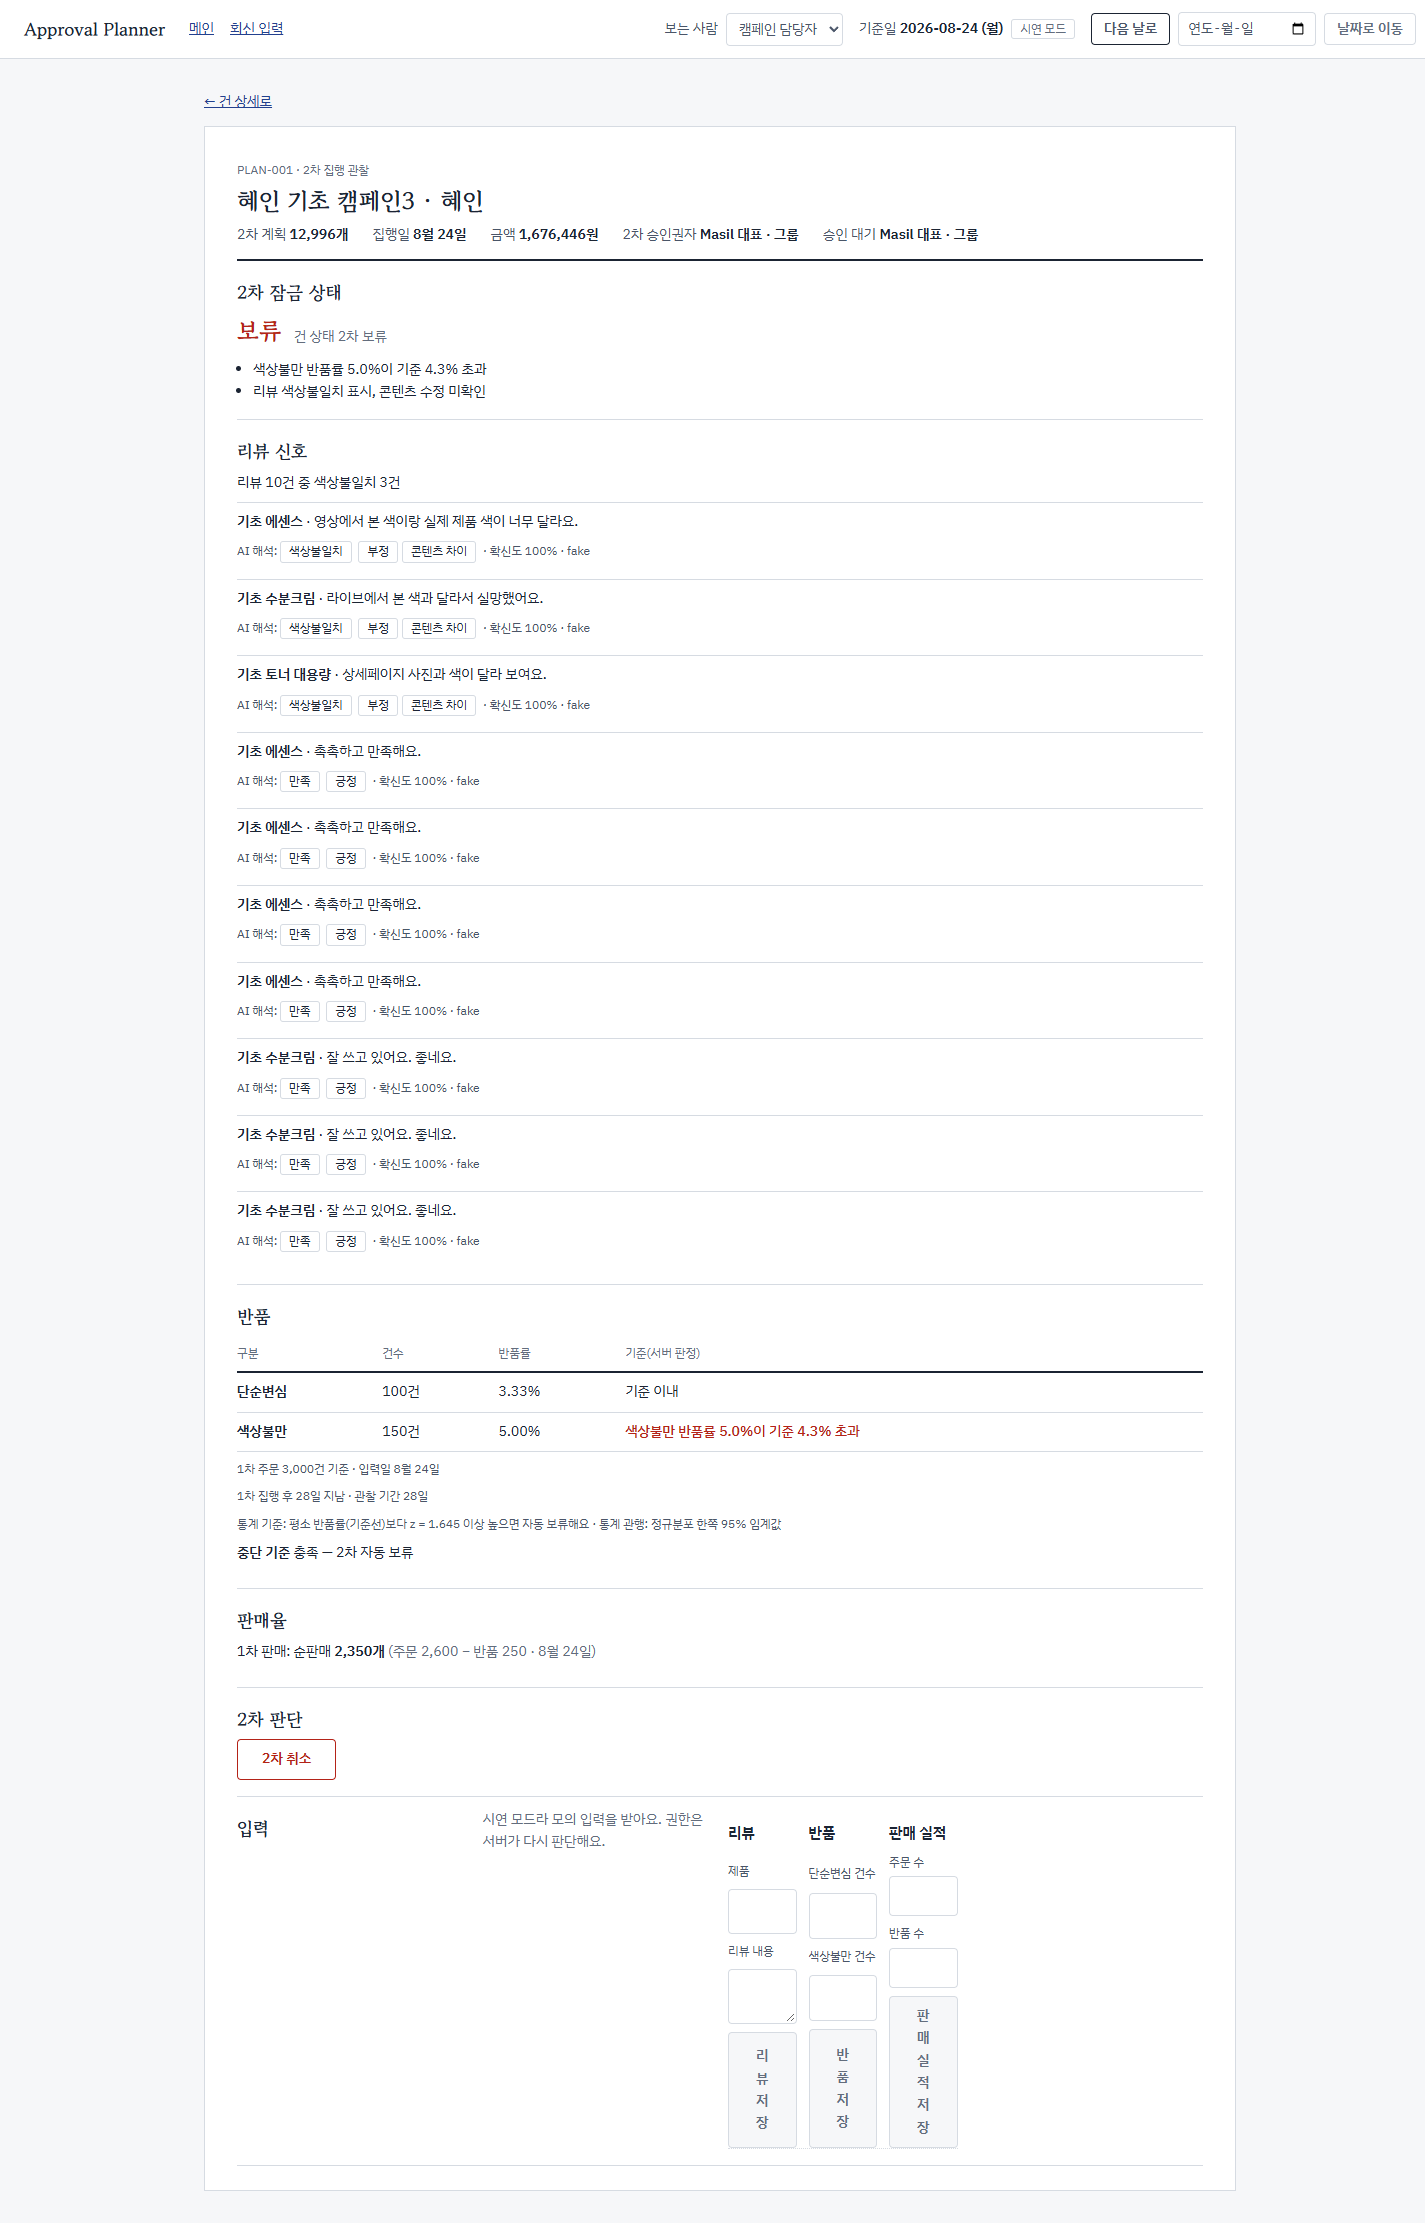 Approval Planner 메인 회신 입력 보는 사람 캠페인 담당자 기준일 2026-08-24 (월) 시연 모드 다음 날로 연도-월-일 날짜로 이동
← 건 상세로
PLAN-001 · 2차 집행 관찰
혜인 기초 캠페인3 · 혜인
2차 계획 12,996개 집행일 8월 24일 금액 1,676,446원 2차 승인권자 Masil 대표 · 그룹 승인 대기 Masil 대표 · 그룹
2차 잠금 상태
보류 건 상태 2차 보류
• 색상불만 반품률 5.0%이 기준 4.3% 초과
• 리뷰 색상불일치 표시, 콘텐츠 수정 미확인
리뷰 신호
리뷰 10건 중 색상불일치 3건
기초 에센스 · 영상에서 본 색이랑 실제 제품 색이 너무 달라요.
AI 해석: 색상불일치 부정 콘텐츠 차이 · 확신도 100% · fake
기초 수분크림 · 라이브에서 본 색과 달라서 실망했어요.
AI 해석: 색상불일치 부정 콘텐츠 차이 · 확신도 100% · fake
기초 토너 대용량 · 상세페이지 사진과 색이 달라 보여요.
AI 해석: 색상불일치 부정 콘텐츠 차이 · 확신도 100% · fake
기초 에센스 · 촉촉하고 만족해요.
AI 해석: 만족 긍정 · 확신도 100% · fake
기초 에센스 · 촉촉하고 만족해요.
AI 해석: 만족 긍정 · 확신도 100% · fake
기초 에센스 · 촉촉하고 만족해요.
AI 해석: 만족 긍정 · 확신도 100% · fake
기초 에센스 · 촉촉하고 만족해요.
AI 해석: 만족 긍정 · 확신도 100% · fake
기초 수분크림 · 잘 쓰고 있어요. 좋네요.
AI 해석: 만족 긍정 · 확신도 100% · fake
기초 수분크림 · 잘 쓰고 있어요. 좋네요.
AI 해석: 만족 긍정 · 확신도 100% · fake
기초 수분크림 · 잘 쓰고 있어요. 좋네요.
AI 해석: 만족 긍정 · 확신도 100% · fake
반품
구분 건수 반품률 기준(서버 판정)
단순변심 100건 3.33% 기준 이내
색상불만 150건 5.00% 색상불만 반품률 5.0%이 기준 4.3% 초과
1차 주문 3,000건 기준 · 입력일 8월 24일
1차 집행 후 28일 지남 · 관찰 기간 28일
통계 기준: 평소 반품률(기준선)보다 z = 1.645 이상 높으면 자동 보류해요 · 통계 관행: 정규분포 한쪽 95% 임계값
중단 기준 충족 — 2차 자동 보류
판매율
1차 판매: 순판매 2,350개 (주문 2,600 − 반품 250 · 8월 24일)
2차 판단
2차 취소
입력
시연 모드라 모의 입력을 받아요. 권한은
서버가 다시 판단해요.
리뷰
제품
리뷰 내용
리
뷰
저
장
반품
단순변심 건수
색상불만 건수
반
품
저
장
판매 실적
주문 수
반품 수
판
매
실
적
저
장